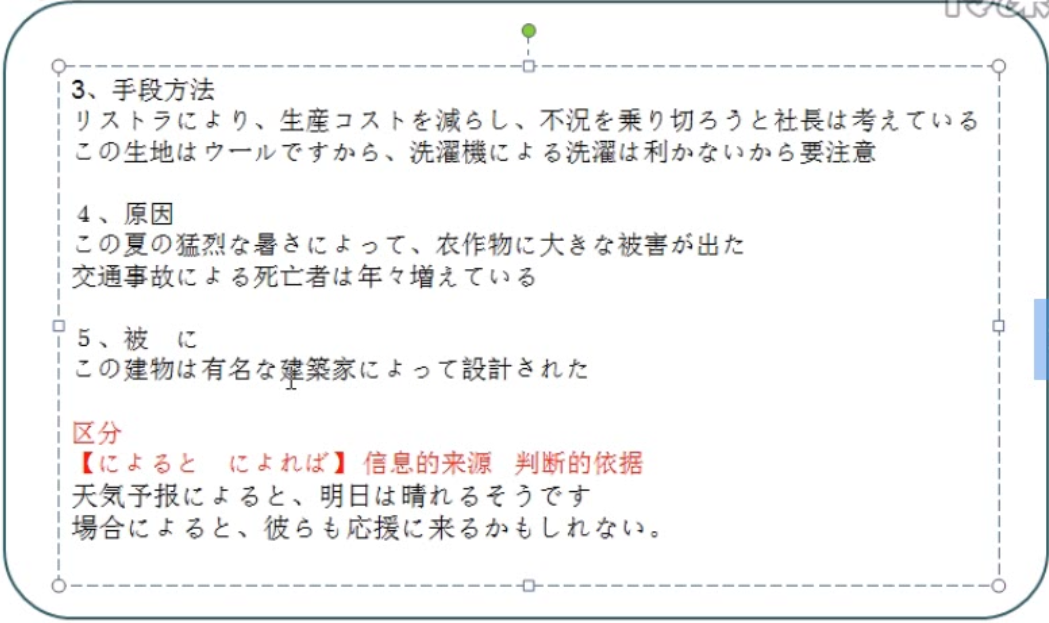 3、手段方法
リストラにより、生産コストを減らし、不況を乗り切ろうと社長は考えている
この生地はウールですから、洗濯機による洗濯は利かないから要注意
4、原因
この夏の猛烈な暑さによって、衣作物に大きな被害が出た
交通事故による死亡者は年々増えている
5、被 に
この建物は有名な建築家によって設計された
区分
【によると によれば】信息的来源 判断的依据
天気予报によると、明日は晴れるそうです
場合によると、彼らも応援に来るかもしれない。